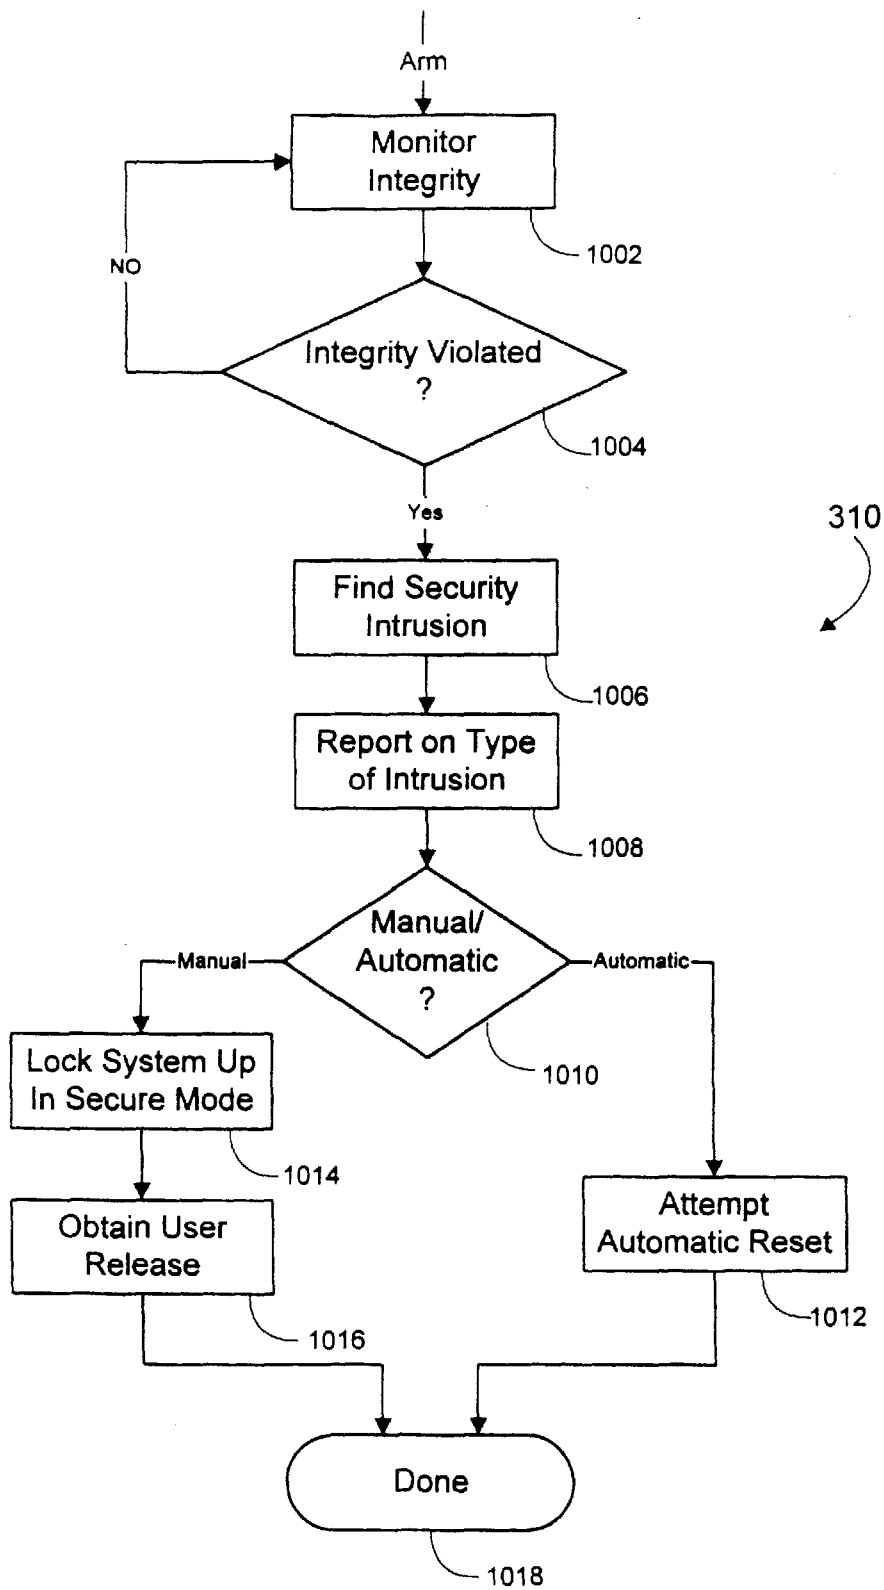 Arm
Monitor
Integrity
1002
NO
Integrity Violated
?
1004
Yes
310
Find Security
Intrusion
1006
Report on Type
of Intrusion
1008
Manual/
Automatic
?
Manual
Automatic
1010
Lock System Up
In Secure Mode
1014
Obtain User
Release
1016
Attempt
Automatic Reset
1012
Done
1018